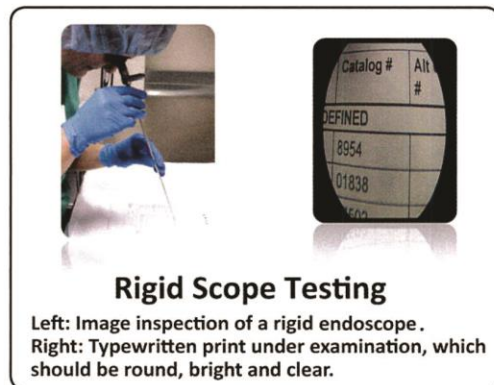 Catalog #
Alt
#
DEFINED
8954
01838
Rigid Scope Testing
Left: Image inspection of a rigid endoscope.
Right: Typewritten print under examination, which
should be round, bright and clear.